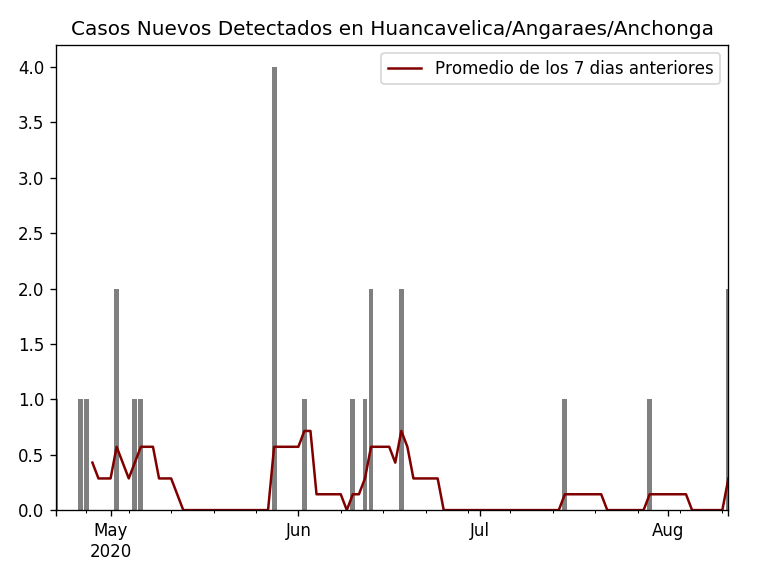 Casos Nuevos Detectados en Huancavelica/Angaraes/Anchonga
Promedio de los 7 dias anteriores
4.0
3.5
3.0
2.5
2.0
1.5
1.0
0.5
0.0
May
2020
Jun
Jul
Aug